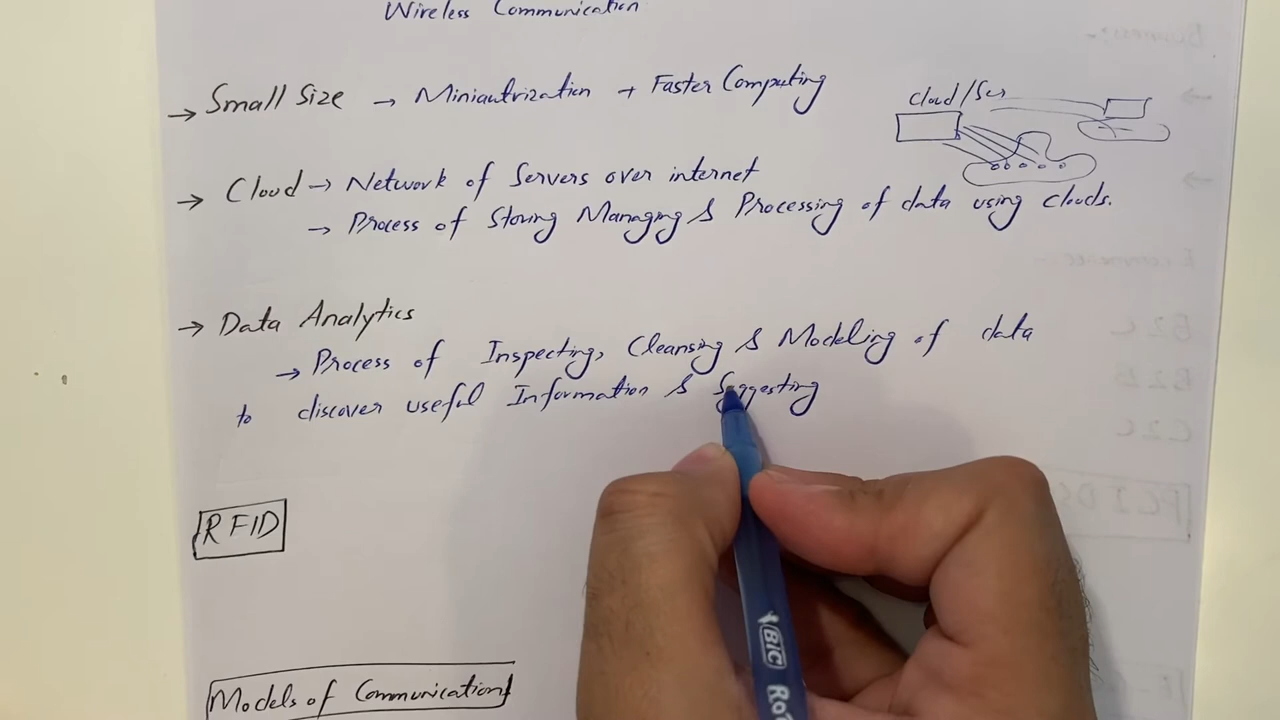 Wireless Communication
→ Small Size → Miniautrization + Faster Computing
Cloud/Ser
→ Cloud → Network of Servers over internet
→ Process of Storing Managing & Processing of data using clouds.
→ Data Analytics
→ Process of Inspecting, Cleansing & Modeling of data
to discover useful Information & Suggesting
RFID
Models of Communication
BIC